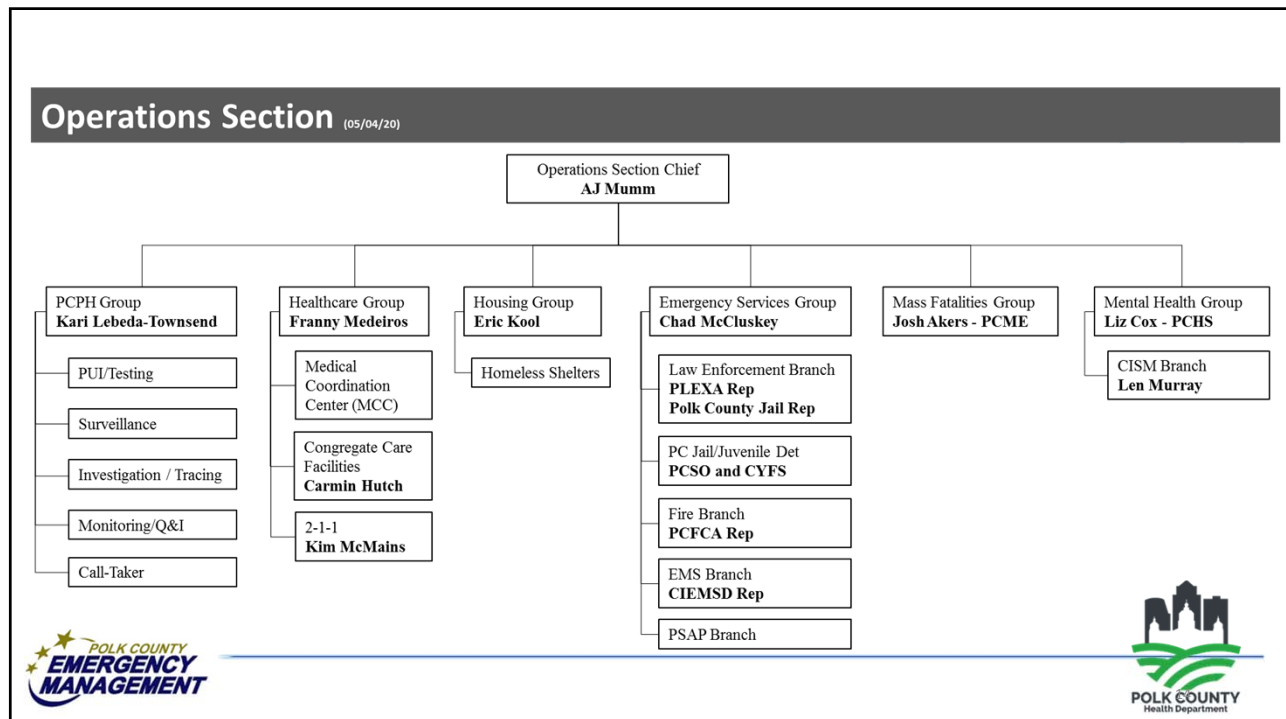 Operations Section (05/04/20)
Operations Section Chief
AJ Mumm
PCPH Group
Kari Lebeda-Townsend
PUI/Testing
Surveillance
Investigation / Tracing
Monitoring/Q&I
Call-Taker
Healthcare Group
Franny Medeiros
Medical
Coordination
Center (MCC)
Congregate Care
Facilities
Carmin Hutch
2-1-1
Kim McMains
Housing Group
Eric Kool
Homeless Shelters
Emergency Services Group
Chad McCluskey
Law Enforcement Branch
PLEXA Rep
Polk County Jail Rep
PC Jail/Juvenile Det
PCSO and CYFS
Fire Branch
PCFCA Rep
EMS Branch
CIEMSD Rep
PSAP Branch
Mass Fatalities Group
Josh Akers - PCME
Mental Health Group
Liz Cox - PCHS
CISM Branch
Len Murray
POLK COUNTY
EMERGENCY
MANAGEMENT
POLK COUNTY
Health Department